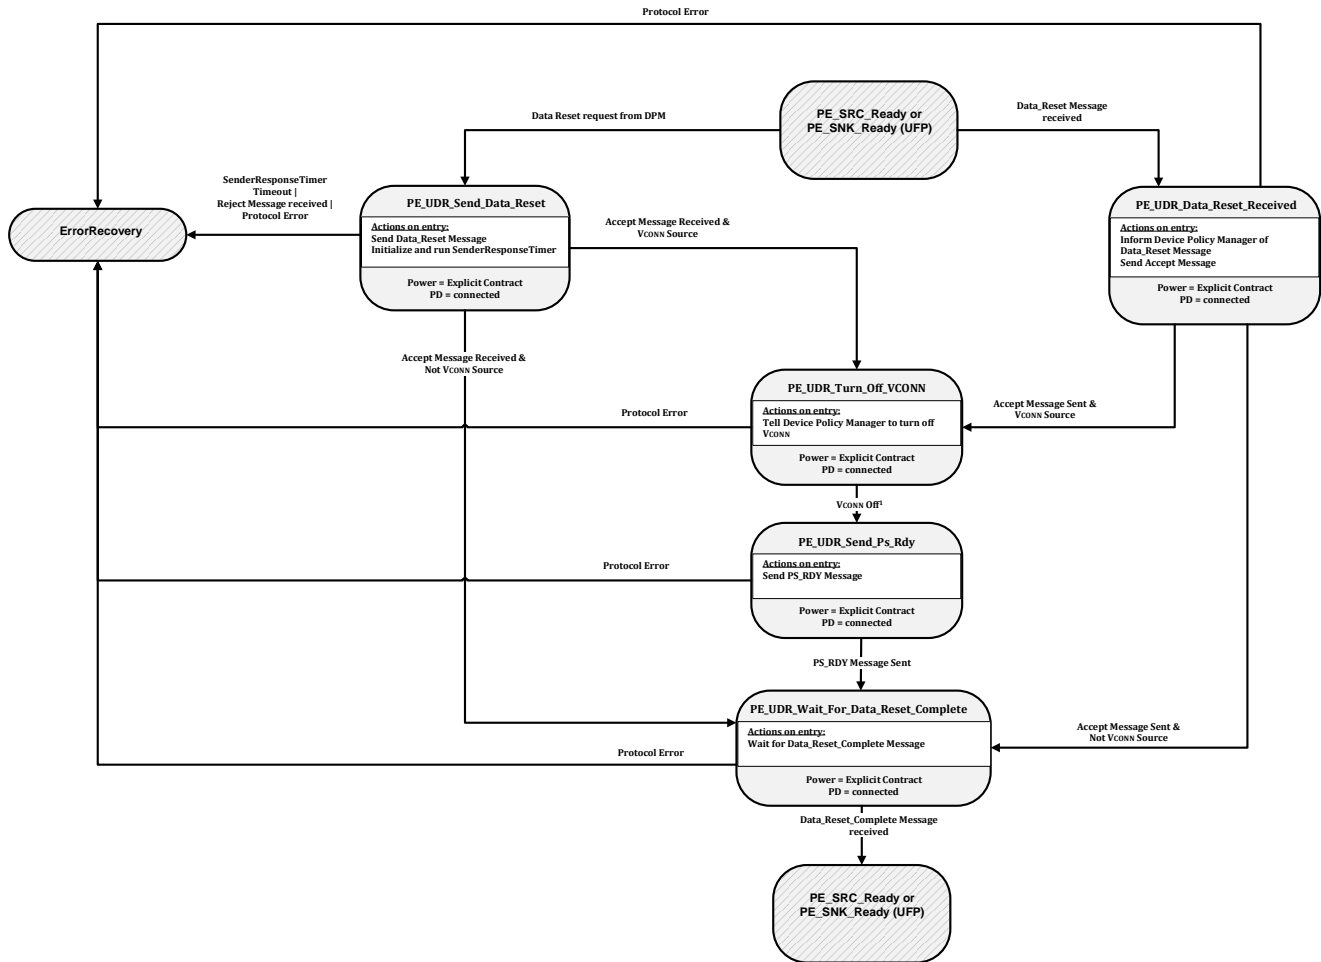 Protocol Error
PE_SRC_Ready or
PE_SNK_Ready (UFP)
Data Reset request from DPM
Data_Reset Message
received
SenderResponseTimer
Timeout |
Reject Message received |
Protocol Error
ErrorRecovery
PE_UDR_Send_Data_Reset
Actions on entry:
Send Data_Reset Message
Initialize and run SenderResponseTimer
Power = Explicit Contract
PD = connected
Accept Message Received &
VCONN Source
PE_UDR_Data_Reset_Received
Actions on entry:
Inform Device Policy Manager of
Data_Reset Message
Send Accept Message
Power = Explicit Contract
PD = connected
Accept Message Received &
Not VCONN Source
PE_UDR_Turn_Off_VCONN
Actions on entry:
Tell Device Policy Manager to turn off
VCONN
Power = Explicit Contract
PD = connected
Protocol Error
Accept Message Sent &
VCONN Source
VCONN Off¹
PE_UDR_Send_Ps_Rdy
Actions on entry:
Send PS_RDY Message
Power = Explicit Contract
PD = connected
Protocol Error
PS_RDY Message Sent
PE_UDR_Wait_For_Data_Reset_Complete
Actions on entry:
Wait for Data_Reset_Complete Message
Power = Explicit Contract
PD = connected
Protocol Error
Accept Message Sent &
Not VCONN Source
Data_Reset_Complete Message
received
PE_SRC_Ready or
PE_SNK_Ready (UFP)